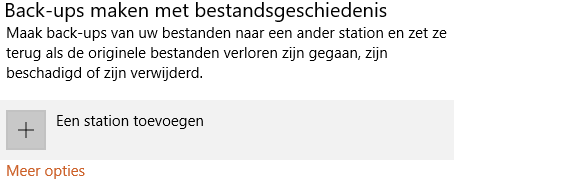 Back-ups maken met bestandsgeschiedenis
Maak back-ups van uw bestanden naar een ander station en zet ze
terug als de originele bestanden verloren zijn gegaan, zijn
beschadigd of zijn verwijderd.
Een station toevoegen
Meer opties